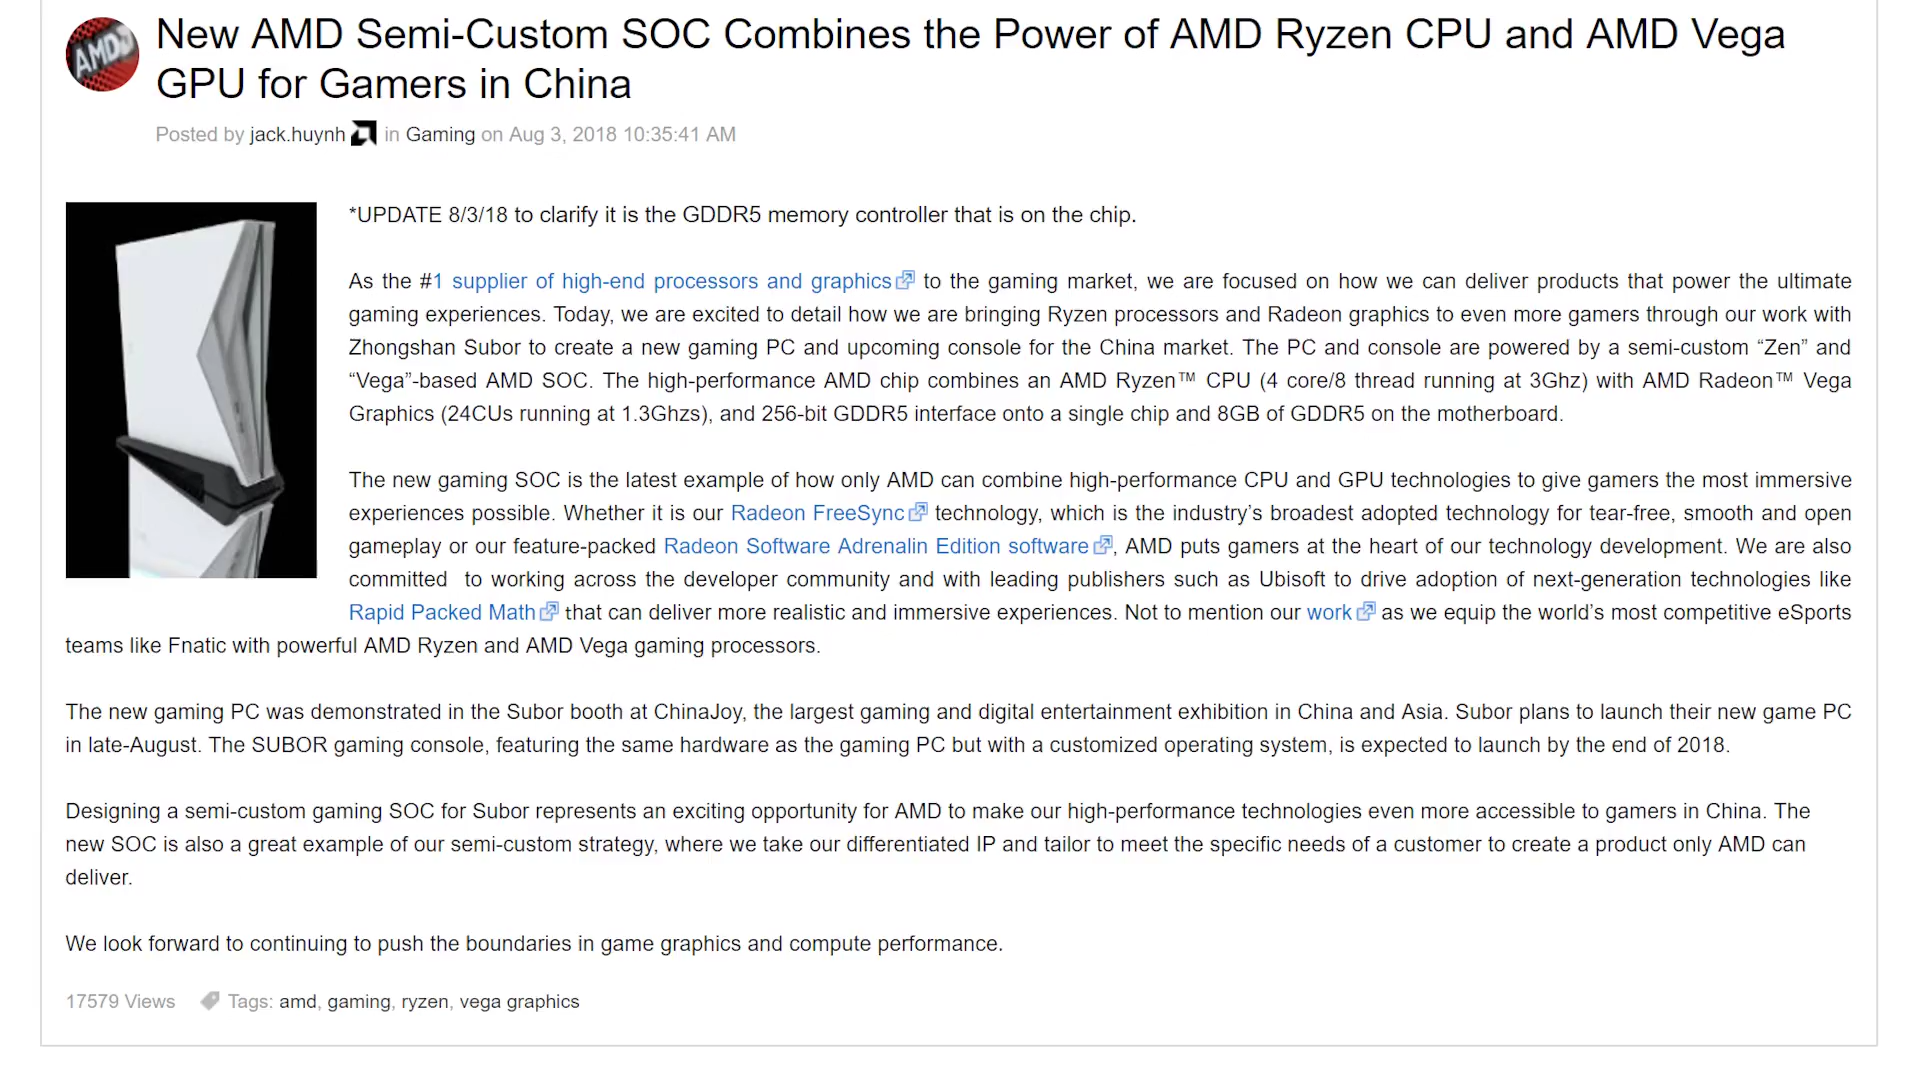 New AMD Semi-Custom SOC Combines the Power of AMD Ryzen CPU and AMD Vega
GPU for Gamers in China
Posted by jack.huynh in Gaming on Aug 3, 2018 10:35:41 AM
AMD
*UPDATE 8/3/18 to clarify it is the GDDR5 memory controller that is on the chip.
As the #1 supplier of high-end processors and graphics to the gaming market, we are focused on how we can deliver products that power the ultimate
gaming experiences. Today, we are excited to detail how we are bringing Ryzen processors and Radeon graphics to even more gamers through our work with
Zhongshan Subor to create a new gaming PC and upcoming console for the China market. The PC and console are powered by a semi-custom “Zen” and
“Vega”-based AMD SOC. The high-performance AMD chip combines an AMD Ryzen™ CPU (4 core/8 thread running at 3Ghz) with AMD Radeon™ Vega
Graphics (24CUs running at 1.3Ghzs), and 256-bit GDDR5 interface onto a single chip and 8GB of GDDR5 on the motherboard.
The new gaming SOC is the latest example of how only AMD can combine high-performance CPU and GPU technologies to give gamers the most immersive
experiences possible. Whether it is our Radeon FreeSync technology, which is the industry’s broadest adopted technology for tear-free, smooth and open
gameplay or our feature-packed Radeon Software Adrenalin Edition software, AMD puts gamers at the heart of our technology development. We are also
committed to working across the developer community and with leading publishers such as Ubisoft to drive adoption of next-generation technologies like
Rapid Packed Math that can deliver more realistic and immersive experiences. Not to mention our work as we equip the world’s most competitive eSports
teams like Fnatic with powerful AMD Ryzen and AMD Vega gaming processors.
The new gaming PC was demonstrated in the Subor booth at ChinaJoy, the largest gaming and digital entertainment exhibition in China and Asia. Subor plans to launch their new game PC
in late-August. The SUBOR gaming console, featuring the same hardware as the gaming PC but with a customized operating system, is expected to launch by the end of 2018.
Designing a semi-custom gaming SOC for Subor represents an exciting opportunity for AMD to make our high-performance technologies even more accessible to gamers in China. The
new SOC is also a great example of our semi-custom strategy, where we take our differentiated IP and tailor to meet the specific needs of a customer to create a product only AMD can
deliver.
We look forward to continuing to push the boundaries in game graphics and compute performance.
17579 Views Tags: amd, gaming, ryzen, vega graphics